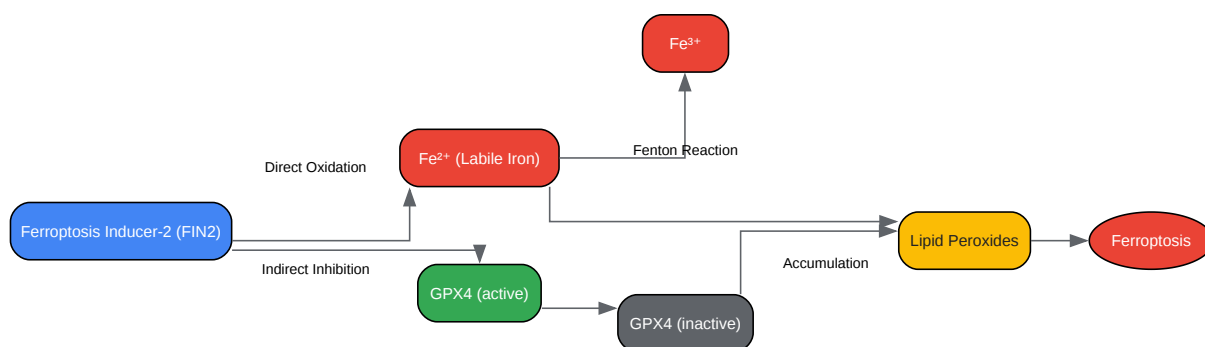 Fe³⁺
Fenton Reaction
Fe²⁺ (Labile Iron)
Direct Oxidation
Ferroptosis Inducer-2 (FIN2)
Indirect Inhibition
GPX4 (active)
GPX4 (inactive)
Accumulation
Lipid Peroxides
Ferroptosis